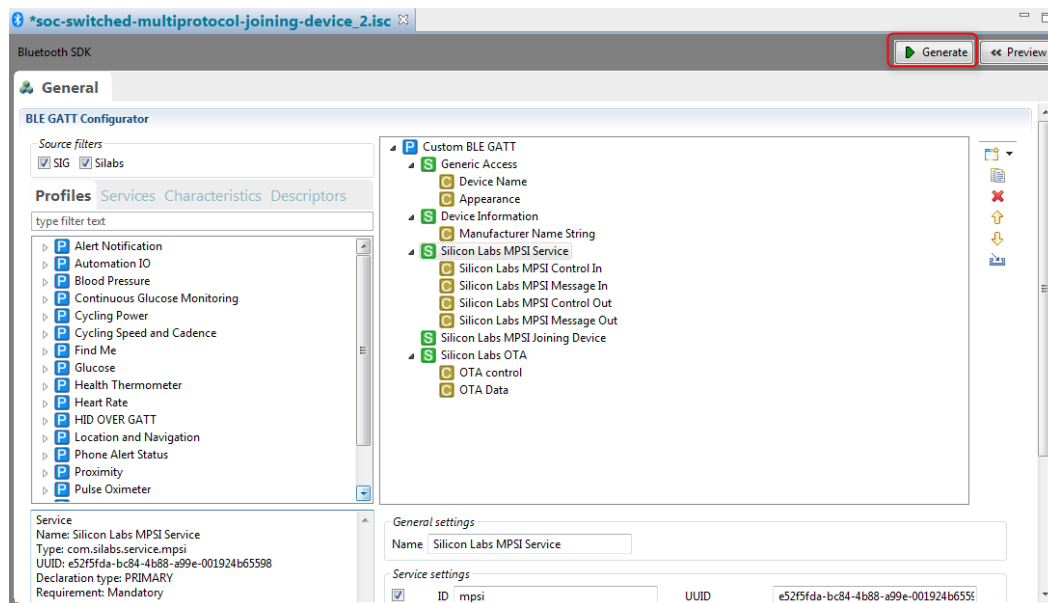 *soc-switched-multiprotocol-joining-device_2.isc
Bluetooth SDK
Generate
Preview
General
BLE GATT Configurator
Source filters
SIG Silabs
Profiles Services Characteristics Descriptors
type filter text
P Alert Notification
P Automation IO
P Blood Pressure
P Continuous Glucose Monitoring
P Cycling Power
P Cycling Speed and Cadence
P Find Me
P Glucose
P Health Thermometer
P Heart Rate
P HID OVER GATT
P Location and Navigation
P Phone Alert Status
P Proximity
P Pulse Oximeter
Service
Name: Silicon Labs MPSI Service
Type: com.silabs.service.mpsi
UUID: e52f5fda-bc84-4b88-a99e-001924b65598
Declaration type: PRIMARY
Requirement: Mandatory
P Custom BLE GATT
S Generic Access
C Device Name
C Appearance
S Device Information
C Manufacturer Name String
S Silicon Labs MPSI Service
C Silicon Labs MPSI Control In
C Silicon Labs MPSI Message In
C Silicon Labs MPSI Control Out
C Silicon Labs MPSI Message Out
S Silicon Labs MPSI Joining Device
S Silicon Labs OTA
C OTA control
C OTA Data
General settings
Name Silicon Labs MPSI Service
Service settings
ID mpsi UUID e52f5fda-bc84-4b88-a99e-001924b6559